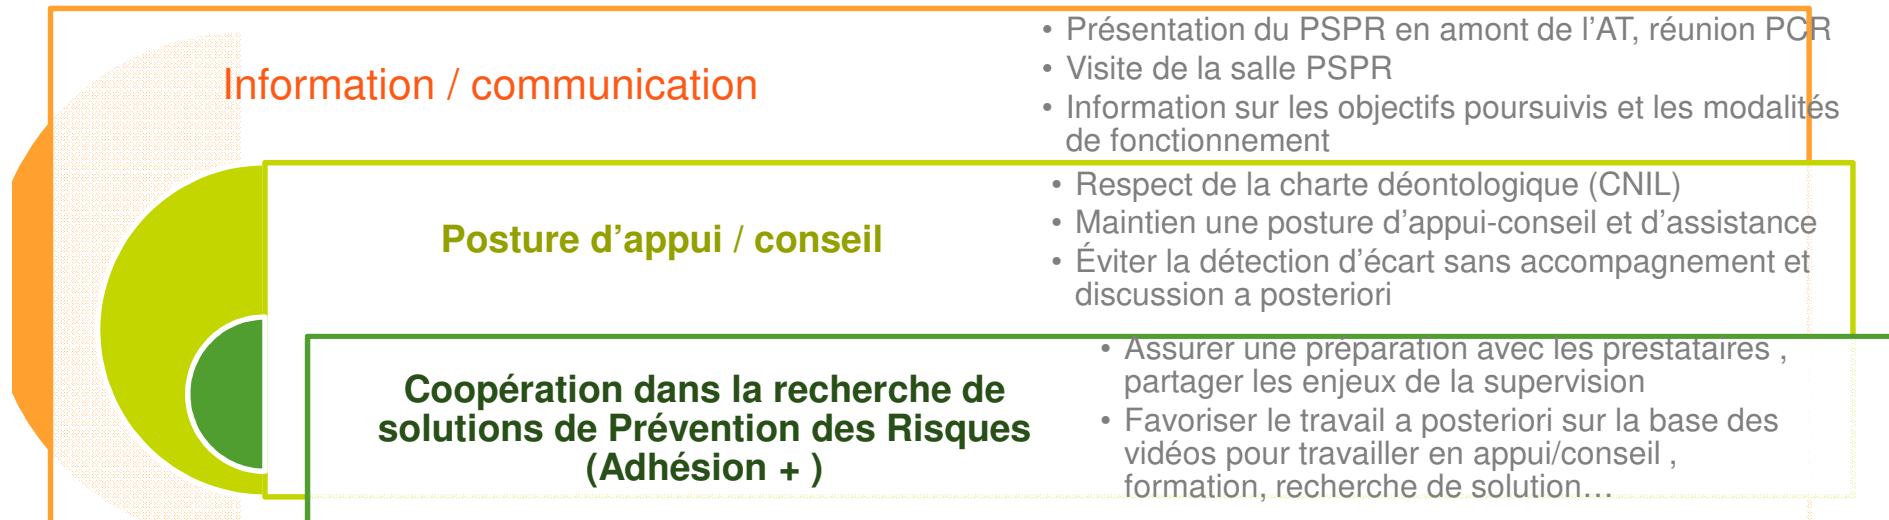 Information / communication
• Présentation du PSPR en amont de l’AT, réunion PCR
• Visite de la salle PSPR
• Information sur les objectifs poursuivis et les modalités
de fonctionnement
Posture d’appui / conseil
• Respect de la charte déontologique (CNIL)
• Maintien une posture d’appui-conseil et d’assistance
• Éviter la détection d’écart sans accompagnement et
discussion a posteriori
Coopération dans la recherche de
solutions de Prévention des Risques
(Adhésion + )
• Assurer une préparation avec les prestataires ,
partager les enjeux de la supervision
• Favoriser le travail a posteriori sur la base des
vidéos pour travailler en appui/conseil ,
formation, recherche de solution…